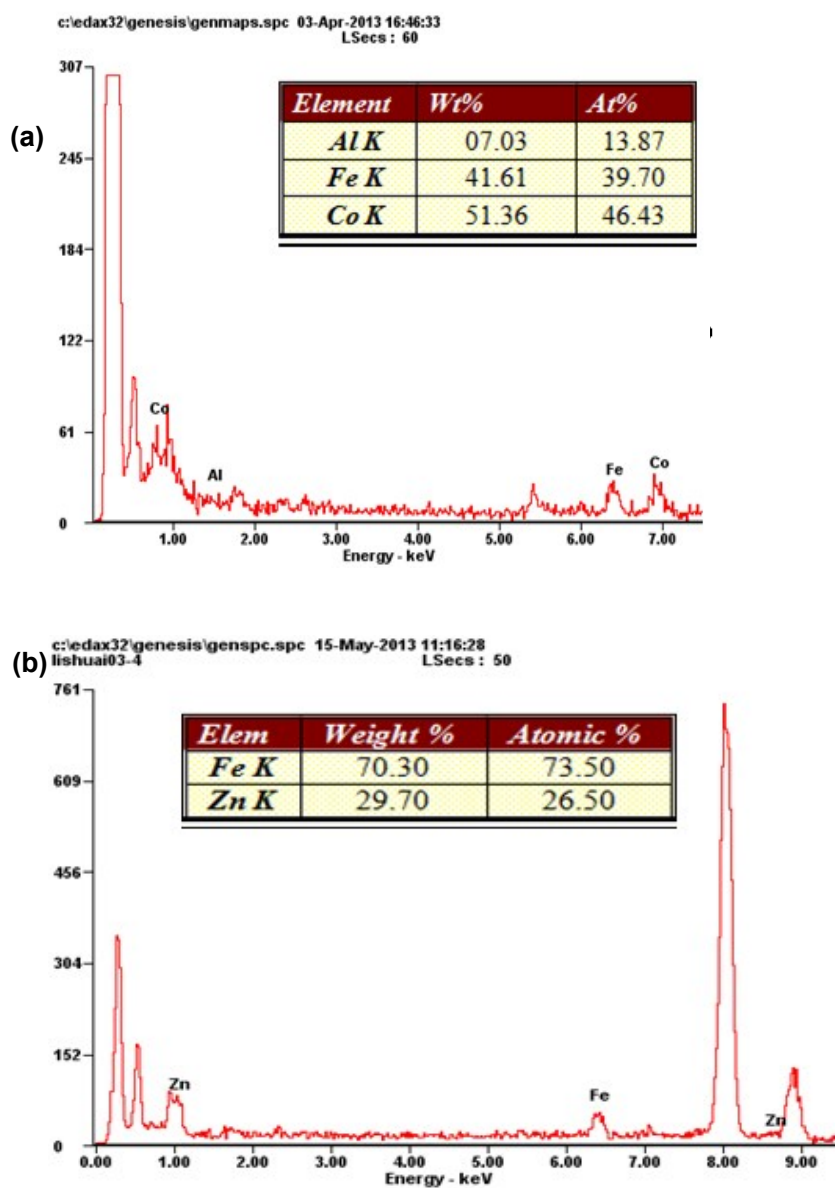 c:\edax32\genesis\genmaps.spc 03-Apr-2013 16:46:33
LSecs : 60
(a)
307
245
184
122
61
0
Element Wt% At%
Al K 07.03 13.87
Fe K 41.61 39.70
Co K 51.36 46.43
Co
Al
Fe
Co
1.00 2.00 3.00 4.00 5.00 6.00 7.00
Energy - keV
c:\edax32\genesis\genspc.spc 15-May-2013 11:16:28
(b)
lishuai03-4 LSecs : 50
761
609
456
304
152
0
Elem Weight % Atomic %
Fe K 70.30 73.50
Zn K 29.70 26.50
Zn
Fe
Zn
0.00 1.00 2.00 3.00 4.00 5.00 6.00 7.00 8.00 9.00
Energy - keV